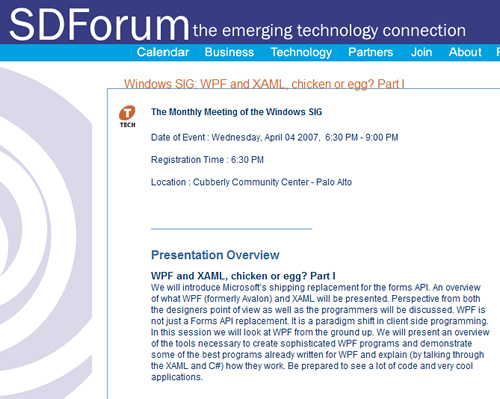 SDForum the emerging technology connection
Calendar Business Technology Partners Join About
Windows SIG: WPF and XAML, chicken or egg? Part I
T
TECH
The Monthly Meeting of the Windows SIG
Date of Event : Wednesday, April 04 2007, 6:30 PM - 9:00 PM
Registration Time : 6:30 PM
Location : Cubberly Community Center - Palo Alto
Presentation Overview
WPF and XAML, chicken or egg? Part I
We will introduce Microsoft's shipping replacement for the forms API. An overview
of what WPF (formerly Avalon) and XAML will be presented. Perspective from both
the designers point of view as well as the programmers will be discussed. WPF is
not just a Forms API replacement. It is a paradigm shift in client side programming.
In this session we will look at WPF from the ground up. We will present an overview
of the tools necessary to create sophisticated WPF programs and demonstrate
some of the best programs already written for WPF and explain (by talking through
the XAML and C#) how they work. Be prepared to see a lot of code and very cool
applications.